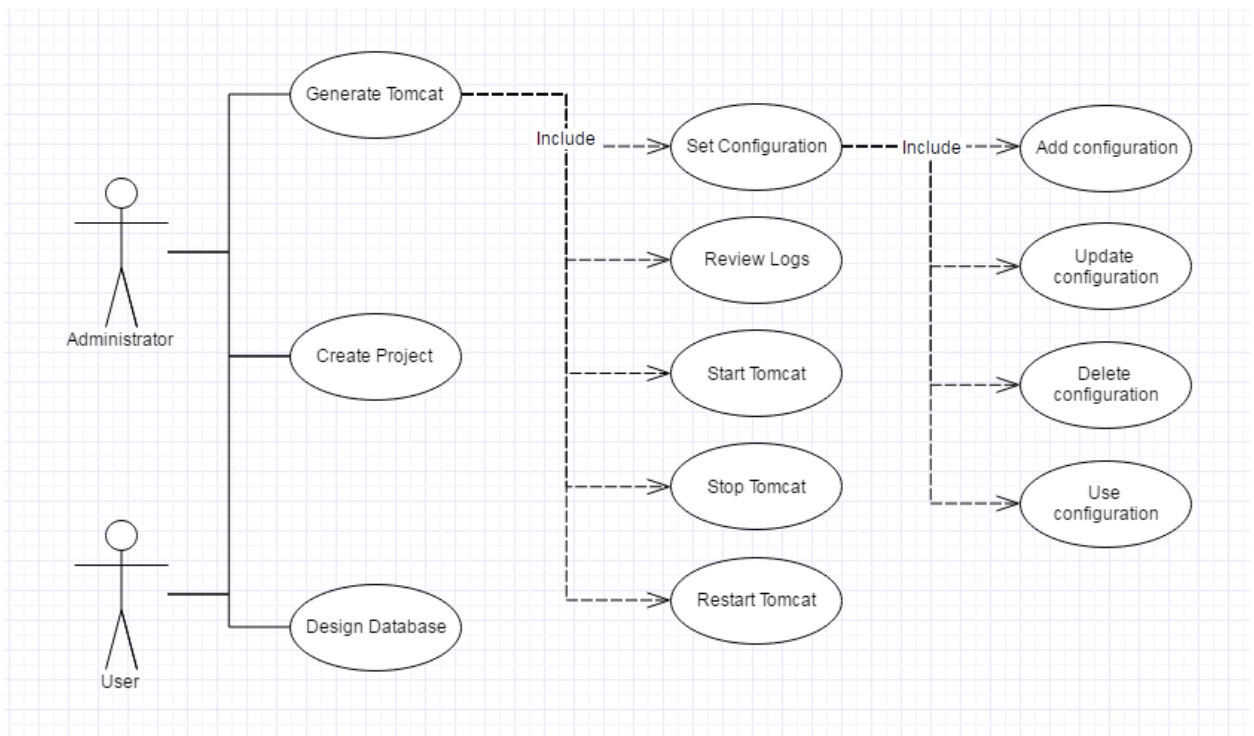 Generate Tomcat
Include
Set Configuration
Include
Add configuration
Administrator
Review Logs
Update
configuration
Create Project
Start Tomcat
Delete
configuration
Stop Tomcat
Use
configuration
User
Design Database
Restart Tomcat